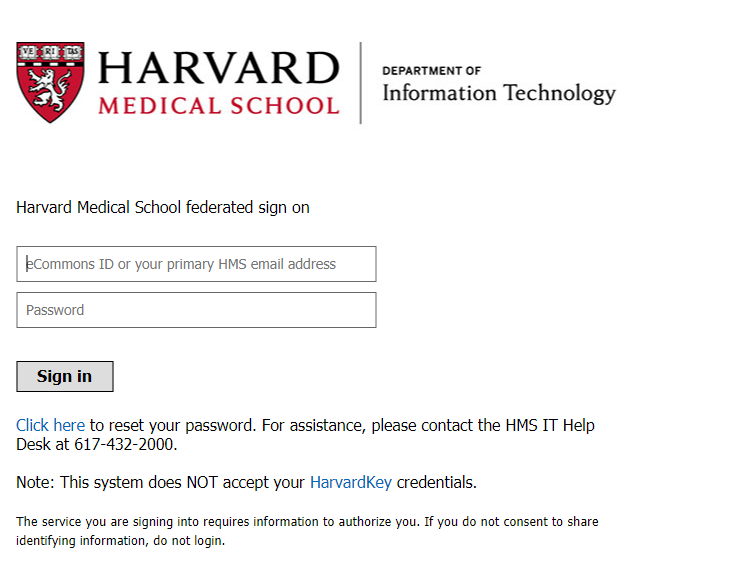 VE RI TAS
HARVARD
MEDICAL SCHOOL
DEPARTMENT OF
Information Technology
Harvard Medical School federated sign on
eCommons ID or your primary HMS email address
Password
Sign in
Click here to reset your password. For assistance, please contact the HMS IT Help
Desk at 617-432-2000.
Note: This system does NOT accept your HarvardKey credentials.
The service you are signing into requires information to authorize you. If you do not consent to share
identifying information, do not login.